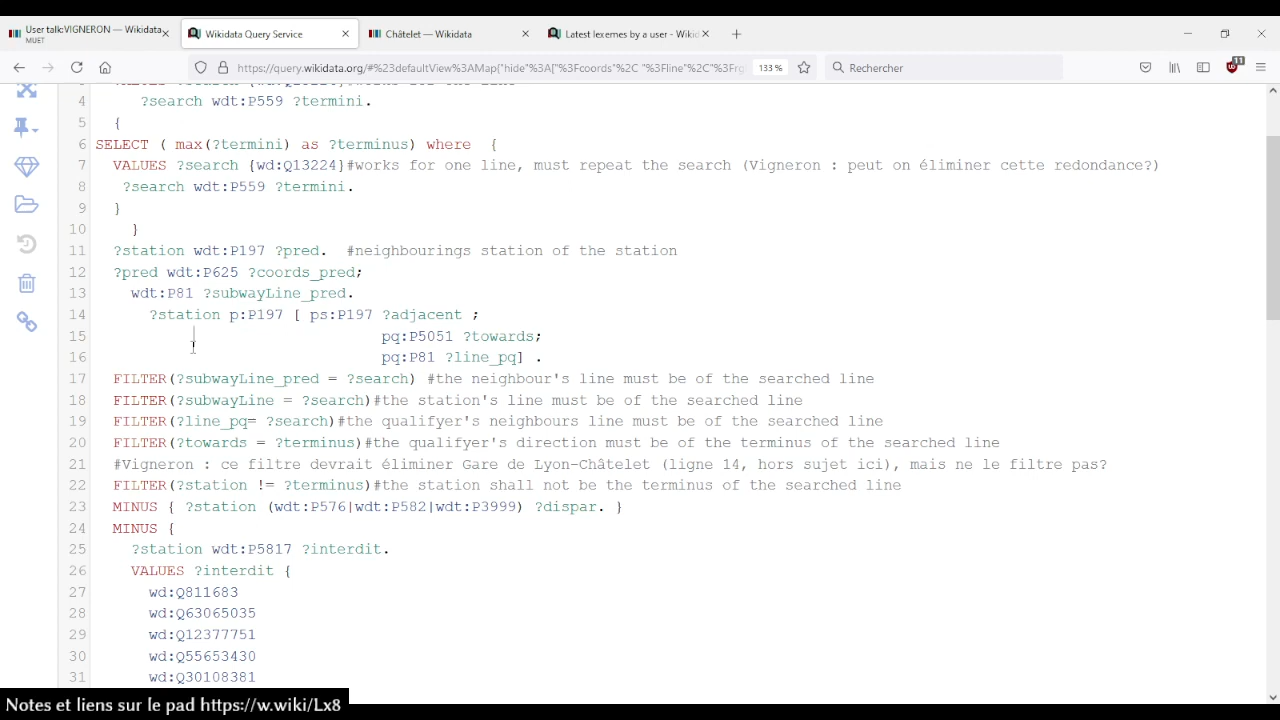 User talk:VIGNERON — Wikidata
MUET
Wikidata Query Service
Châtelet — Wikidata
Latest lexemes by a user - Wikid
https://query.wikidata.org/#%23defaultView%3AMap{"hide"%3A["%3Fcoords"%2C "%3Fline"%2C"%3Frg
133 %
Rechercher
11
4 ?search wdt:P559 ?termini.
5 {
6 SELECT ( max(?termini) as ?terminus) where {
7 VALUES ?search {wd:Q13224}#works for one line, must repeat the search (Vigneron : peut on éliminer cette redondance?)
8 ?search wdt:P559 ?termini.
9 }
10 }
11 ?station wdt:P197 ?pred. #neighbourings station of the station
12 ?pred wdt:P625 ?coords_pred;
13 wdt:P81 ?subwayLine_pred.
14 ?station p:P197 [ ps:P197 ?adjacent ;
15 pq:P5051 ?towards;
16 pq:P81 ?line_pq] .
17 FILTER(?subwayLine_pred = ?search) #the neighbour's line must be of the searched line
18 FILTER(?subwayLine = ?search)#the station's line must be of the searched line
19 FILTER(?line_pq= ?search)#the qualifyer's neighbours line must be of the searched line
20 FILTER(?towards = ?terminus)#the qualifyer's direction must be of the terminus of the searched line
21 #Vigneron : ce filtre devrait éliminer Gare de Lyon-Châtelet (ligne 14, hors sujet ici), mais ne le filtre pas?
22 FILTER(?station != ?terminus)#the station shall not be the terminus of the searched line
23 MINUS { ?station (wdt:P576|wdt:P582|wdt:P3999) ?dispar. }
24 MINUS {
25 ?station wdt:P5817 ?interdit.
26 VALUES ?interdit {
27 wd:Q811683
28 wd:Q63065035
29 wd:Q12377751
30 wd:Q55653430
31 wd:Q30108381
Notes et liens sur le pad https://w.wiki/Lx8